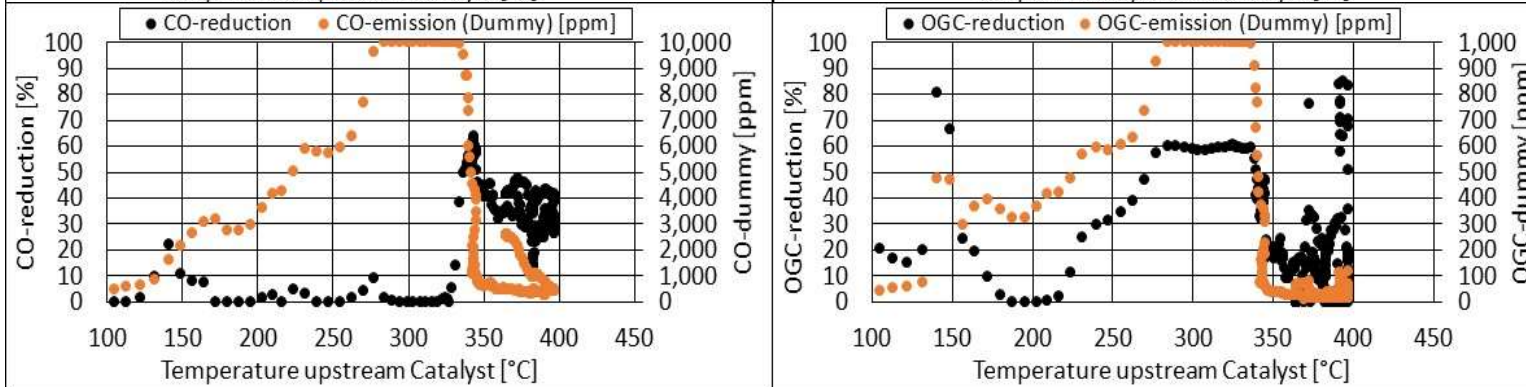 CO-reduction CO-emission (Dummy) [ppm]
100 10,000
90 9,000
80 8,000
70 7,000
60 6,000
50 5,000
40 4,000
30 3,000
20 2,000
10 1,000
0 0
CO-reduction [%]
CO-dummy [ppm]
100 150 200 250 300 350 400 450
Temperature upstream Catalyst [°C]
OGC-reduction OGC-emission (Dummy) [ppm]
100 1,000
90 900
80 800
70 700
60 600
50 500
40 400
30 300
20 200
10 100
0 0
OGC-reduction [%]
OGC-dummy [ppm]
100 150 200 250 300 350 400 450
Temperature upstream Catalyst [°C]